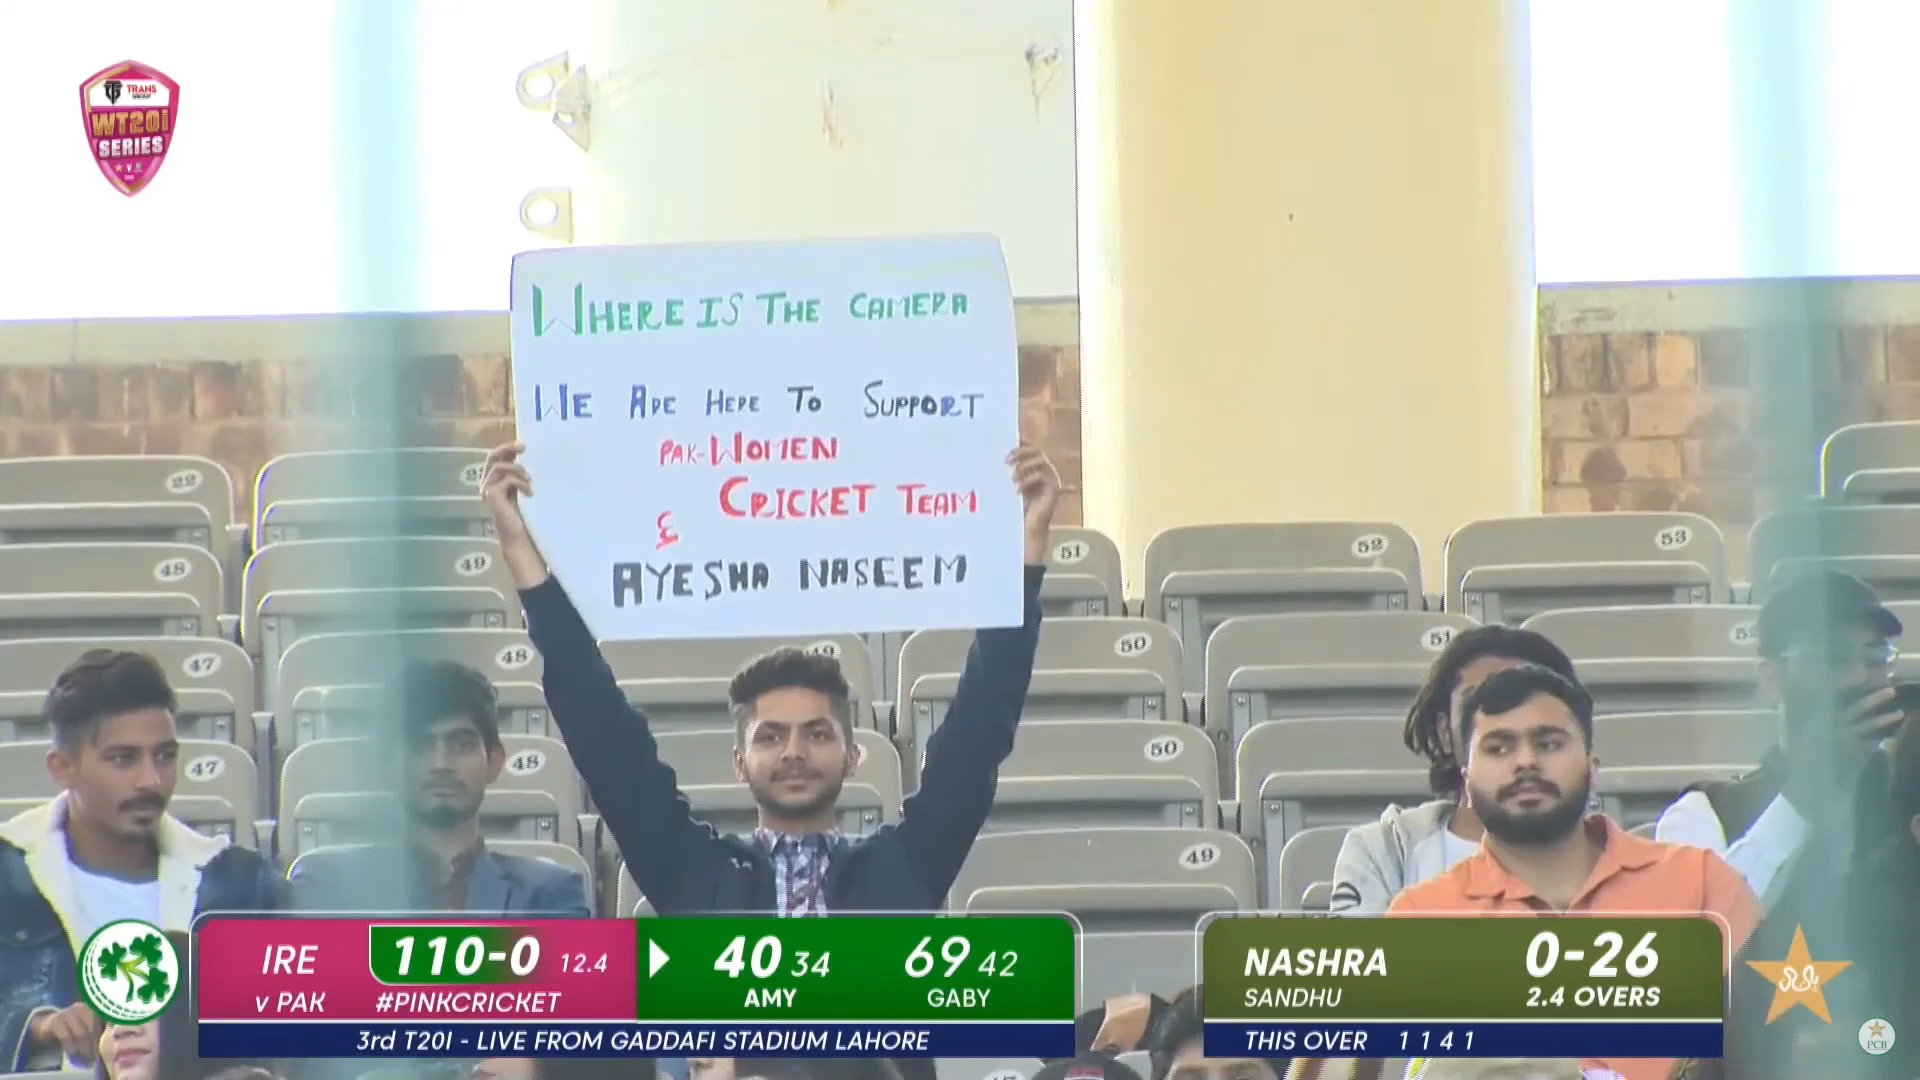 TRANS
GROUP
WT20i
SERIES
WHERE IS THE CAMERA
WE ARE HERE TO SUPPORT
PAK-WOMEN
CRICKET TEAM
&
AYESHA NASEEM
22
48
49
51
52
53
47
48
49
50
51
47
48
50
49
IRE
110-0 12.4
v PAK #PINKCRICKET
40 34
AMY
69 42
GABY
3rd T20I - LIVE FROM GADDAFI STADIUM LAHORE
NASHRA
SANDHU
0-26
2.4 OVERS
THIS OVER 1 1 4 1
PCB